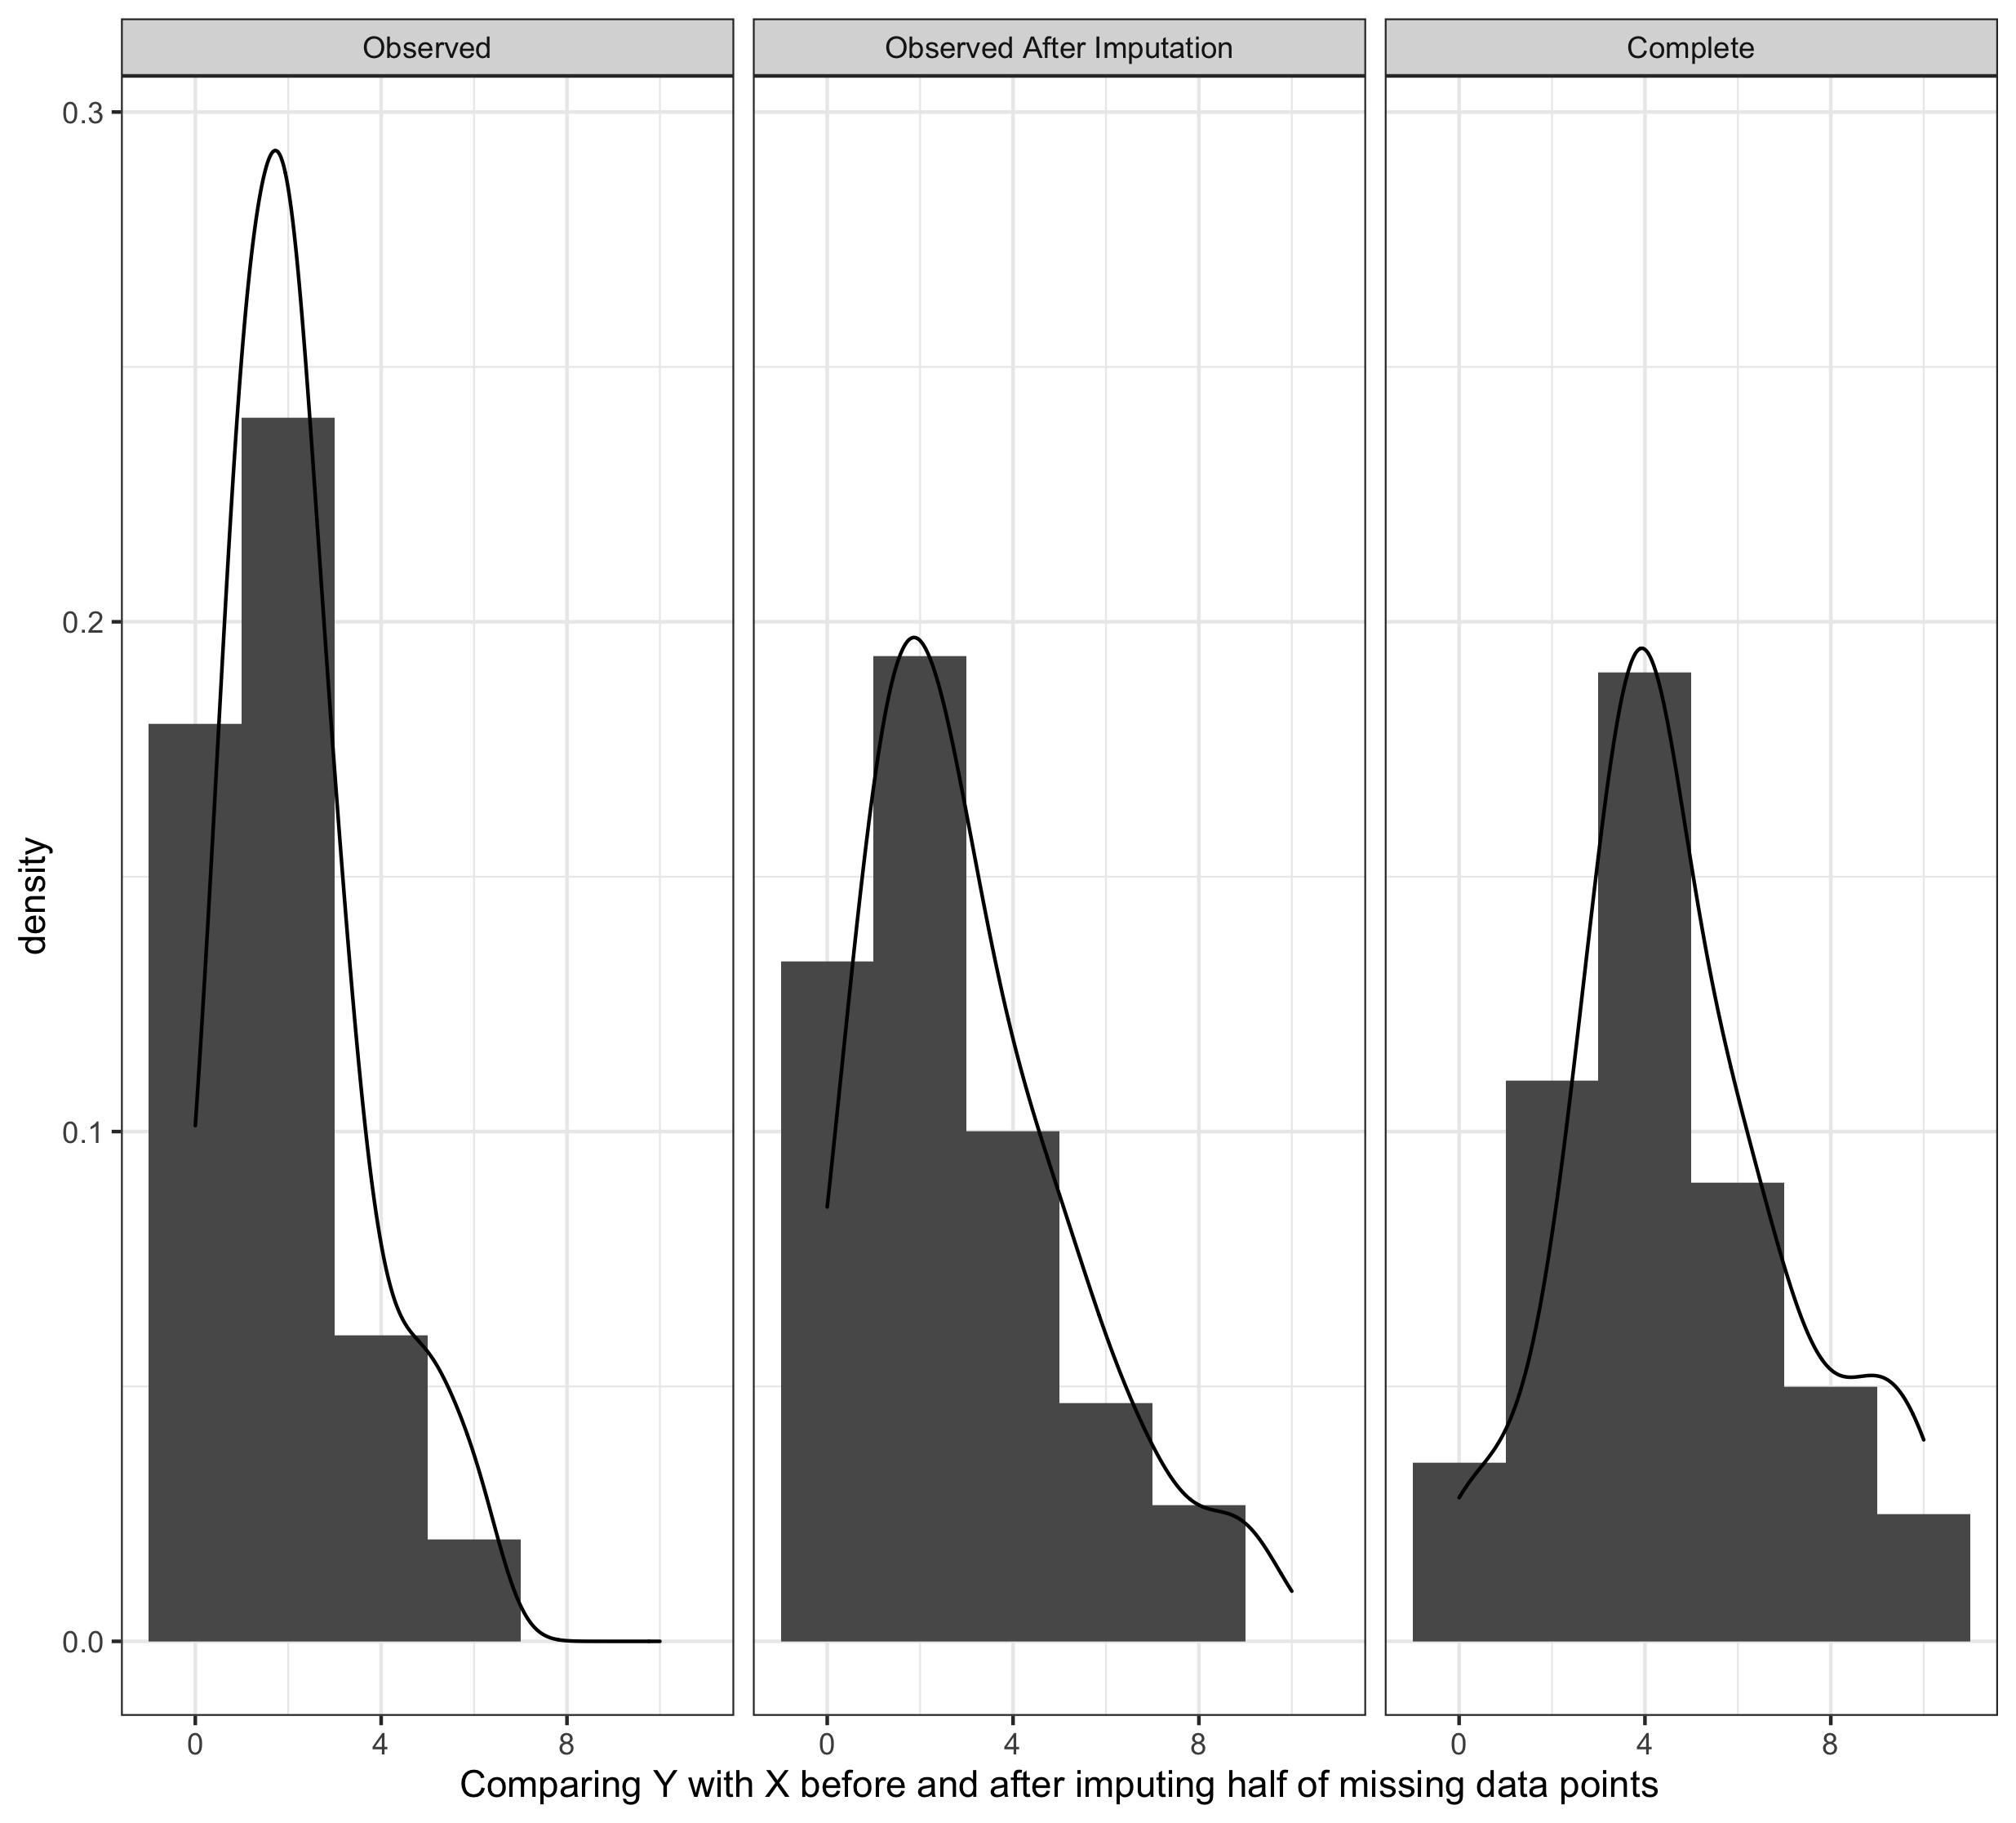 Observed
Observed After Imputation
Complete
0.3
0.2
0.1
0.0
density
0 4 8 0 4 8 0 4 8
Comparing Y with X before and after imputing half of missing data points